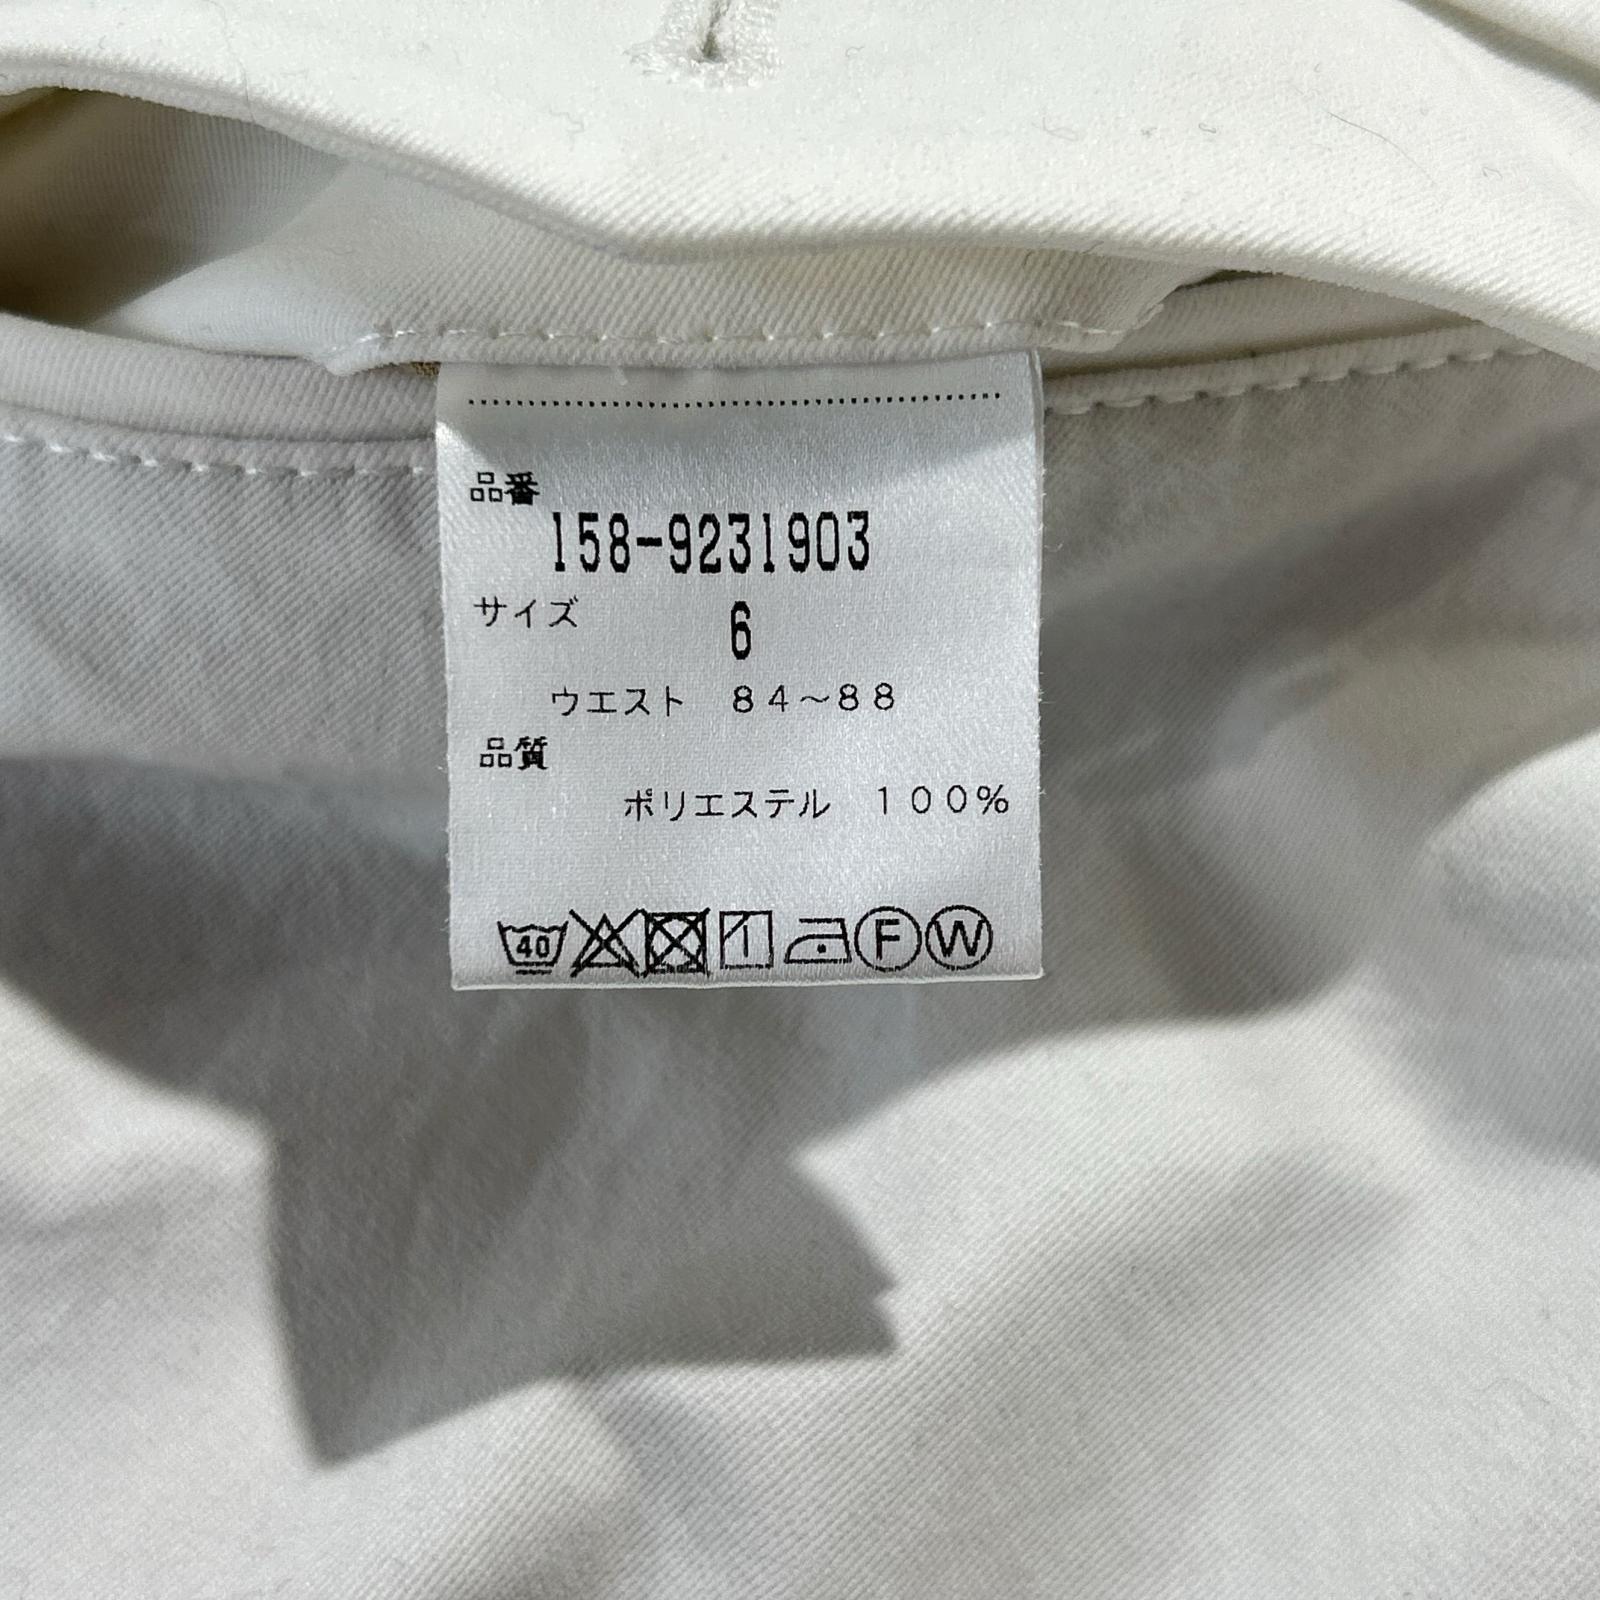 品番
158-9231903
サイズ 6
ウエスト 84～88
品質
ポリエステル 100%
40 F W